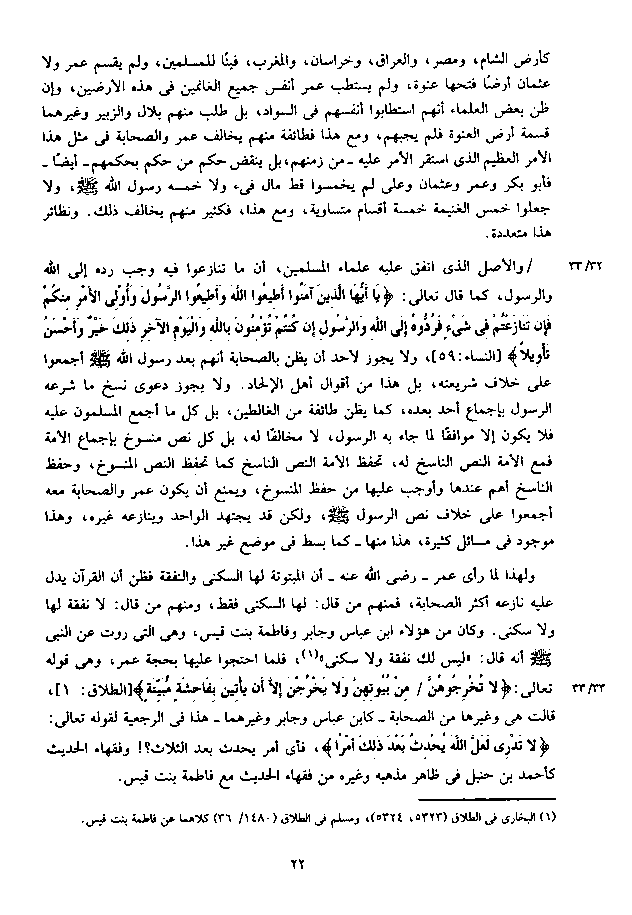 كأرض الشام، ومصر، والعراق، وخراسان، والمغرب، فيئًا للمسلمين، ولم يقسم عمر ولا
عثمان أرضًا فتحها عنوة، ولم يستطب عمر أنفس جميع الغانمين فى هذه الأرضين، وإن
ظن بعض العلماء أنهم استطابوا أنفسهم فى السواد، بل طلب منهم بلال والزبير وغيرهما
قسمة أرض العنوة فلم يجبهم، ومع هذا فطائفة منهم يخالف عمر والصحابة فى مثل هذا
الأمر العظيم الذى استقر الأمر عليه ـ من زمنهم، بل ينقض حكم من حكم بحكمهم ـ أيضًا ـ
فأبو بكر وعمر وعثمان وعلى لم يخمسوا قط مال فىء ولا خمسه رسول الله ﷺ، ولا
جعلوا خمس الغنيمة خمسة أقسام متساوية، ومع هذا، فكثير منهم يخالف ذلك. ونظائر
هذا متعددة.
٣٣/٣٢ / والأصل الذى اتفق عليه علماء المسلمين، أن ما تنازعوا فيه وجب رده إلى الله
والرسول، كما قال تعالى: ﴿يَا أَيُّهَا الَّذِينَ آمَنُوا أَطِيعُوا اللَّهَ وَأَطِيعُوا الرَّسُولَ وَأُولِى الأَمْرِ مِنكُمْ
فَإِن تَنَازَعْتُمْ فِى شَىْءٍ فَرُدُّوهُ إِلَى اللَّهِ وَالرَّسُولِ إِن كُنتُمْ تُؤْمِنُونَ بِاللَّهِ وَالْيَوْمِ الآخِرِ ذَلِكَ خَيْرٌ وَأَحْسَنُ
تَأْوِيلاً﴾ [النساء: ٥٩]، ولا يجوز لأحد أن يظن بالصحابة أنهم بعد رسول الله ﷺ أجمعوا
على خلاف شريعته، بل هذا من أقوال أهل الإلحاد. ولا يجوز دعوى نسخ ما شرعه
الرسول بإجماع أحد بعده، كما يظن طائفة من الغالطين، بل كل ما أجمع المسلمون عليه
فلا يكون إلا موافقًا لما جاء به الرسول، لا مخالفًا له، بل كل نص منسوخ بإجماع الأمة
فمع الأمة النص الناسخ له، تحفظ الأمة النص الناسخ كما تحفظ النص المنسوخ، وحفظ
الناسخ أهم عندها وأوجب عليها من حفظ المنسوخ، ويمنع أن يكون عمر والصحابة معه
أجمعوا على خلاف نص الرسول ﷺ، ولكن قد يجتهد الواحد وينازعه غيره، وهذا
موجود فى مسائل كثيرة، هذا منها ـ كما بسط فى موضع غير هذا.
ولهذا لما رأى عمر ـ رضى الله عنه ـ أن المبتوتة لها السكنى والنفقة فظن أن القرآن يدل
عليه نازعه أكثر الصحابة، فمنهم من قال: لها السكنى فقط، ومنهم من قال: لا نفقة لها
ولا سكنى. وكان من هؤلاء ابن عباس وجابر وفاطمة بنت قيس، وهى التى روت عن النبى
ﷺ أنه قال: «ليس لك نفقة ولا سكنى»(١)، فلما احتجوا عليها بحجة عمر، وهى قوله
٣٣/٣٣ تعالى: ﴿لا تُخْرِجُوهُنَّ / مِنْ بُيُوتِهِنَّ وَلا يَخْرُجْنَ إِلاَّ أَن يَأْتِينَ بِفَاحِشَةٍ مُّبَيِّنَةٍ﴾[الطلاق: ١]،
قالت هى وغيرها من الصحابة ـ كابن عباس وجابر وغيرهما ـ هذا فى الرجعية لقوله تعالى:
﴿لا تَدْرِى لَعَلَّ اللَّهَ يُحْدِثُ بَعْدَ ذَلِكَ أَمْرًا﴾، فأى أمر يحدث بعد الثلاث؟! وفقهاء الحديث
كأحمد بن حنبل فى ظاهر مذهبه وغيره من فقهاء الحديث مع فاطمة بنت قيس.
(١) البخارى فى الطلاق (٥٣٢٣، ٥٣٢٤)، ومسلم فى الطلاق (١٤٨٠/ ٣٦) كلاهما عن فاطمة بنت قيس.
٢٢